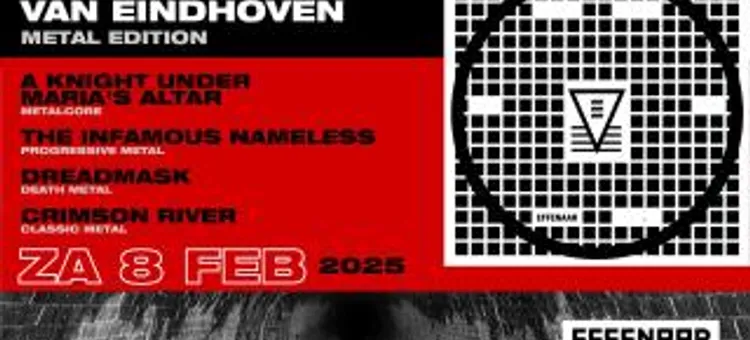 VAN EINDHOVEN
METAL EDITION
A KNIGHT UNDER
MARIA'S ALTAR
METALCORE
THE INFAMOUS NAMELESS
PROGRESSIVE METAL
DREADMASK
DEATH METAL
CRIMSON RIVER
CLASSIC METAL
ZA 8 FEB 2025
EFFENAAR
EFFENAAR